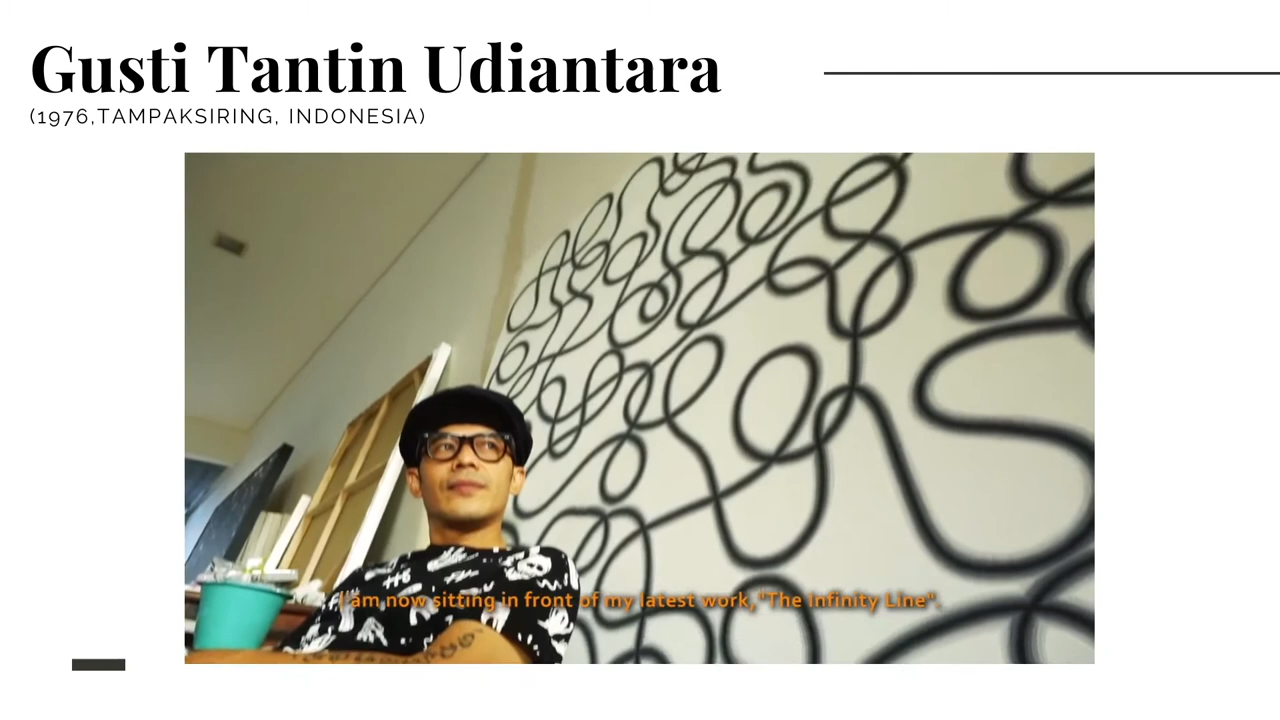 Gusti Tantin Udiantara
(1976,TAMPAKSIRING, INDONESIA)
I am now sitting in front of my latest work,"The Infinity Line".